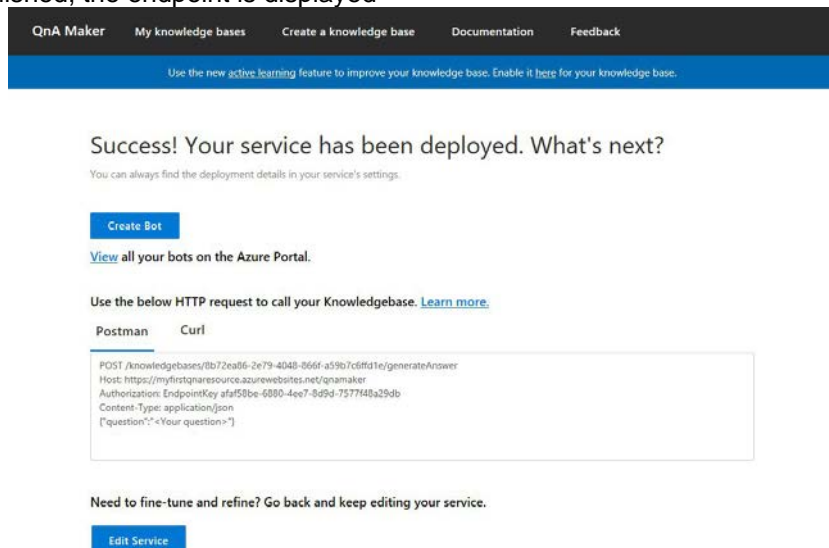 the endpoint is displayed
QnA Maker My knowledge bases Create a knowledge base Documentation Feedback
Use the new active learning feature to improve your knowledge base. Enable it here for your knowledge base.
Success! Your service has been deployed. What's next?
You can always find the deployment details in your service's settings.
Create Bot
View all your bots on the Azure Portal.
Use the below HTTP request to call your Knowledgebase. Learn more.
Postman Curl
POST /knowledgebases/8b72ea86-2e79-4048-866f-a59b7c6ffd1e/generateAnswer
Host: https://myfirstqnaresource.azurewebsites.net/qnamaker
Authorization: EndpointKey afaf58be-6880-4ee7-8d9d-7577f48a29db
Content-Type: application/json
{"question":"<Your question>"}
Need to fine-tune and refine? Go back and keep editing your service.
Edit Service